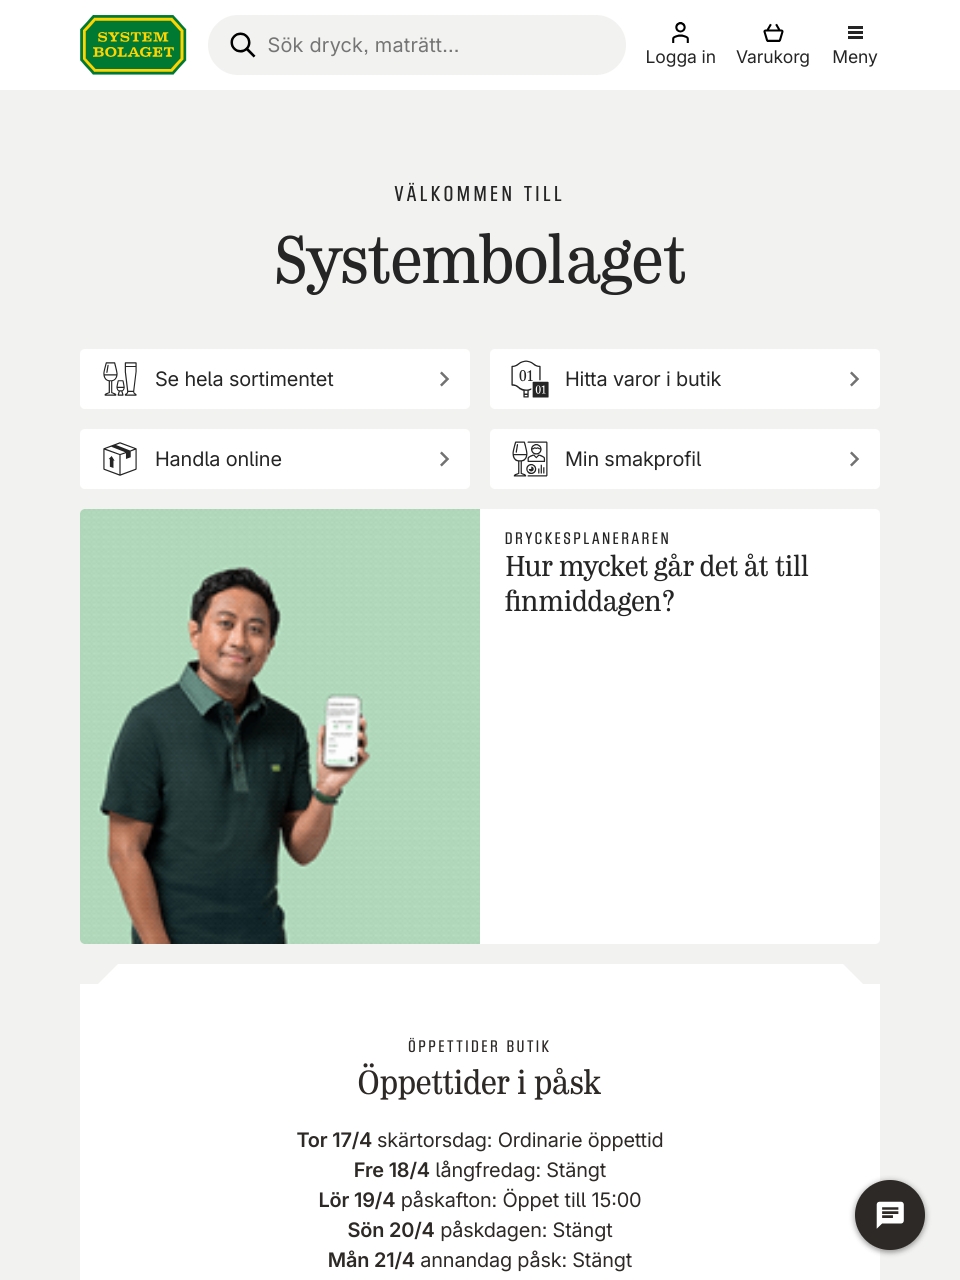 SYSTEM
BOLAGET
Sök dryck, maträtt...
Logga in
Varukorg
Meny
VÄLKOMMEN TILL
Systembolaget
Se hela sortimentet
01
01
Hitta varor i butik
Handla online
Min smakprofil
DRYCKESPLANERAREN
Hur mycket går det åt till
finmiddagen?
ÖPPETTIDER BUTIK
Öppettider i påsk
Tor 17/4 skärtorsdag: Ordinarie öppettid
Fre 18/4 långfredag: Stängt
Lör 19/4 påskafton: Öppet till 15:00
Sön 20/4 påskdagen: Stängt
Mån 21/4 annandag påsk: Stängt